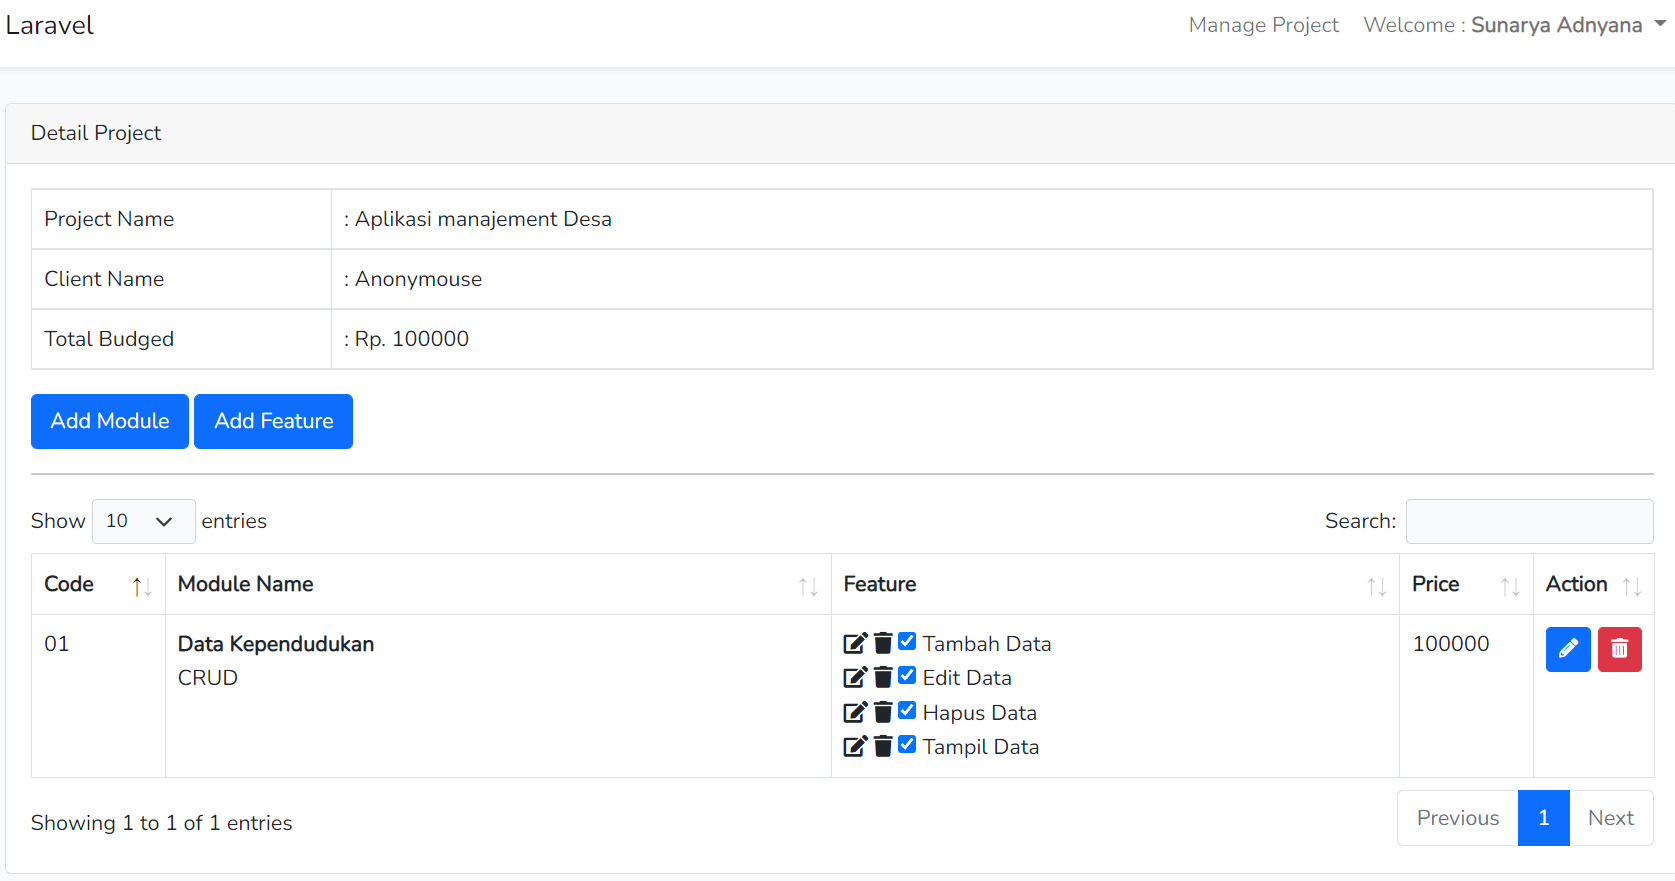 Laravel
Manage Project Welcome : Sunarya Adnyana
Detail Project
Project Name : Aplikasi manajement Desa
Client Name : Anonymouse
Total Budged : Rp. 100000
Add Module Add Feature
Show 10 entries Search:
Code Module Name Feature Price Action
01 Data Kependudukan Tambah Data 100000
CRUD Edit Data
Hapus Data
Tampil Data
Showing 1 to 1 of 1 entries Previous 1 Next